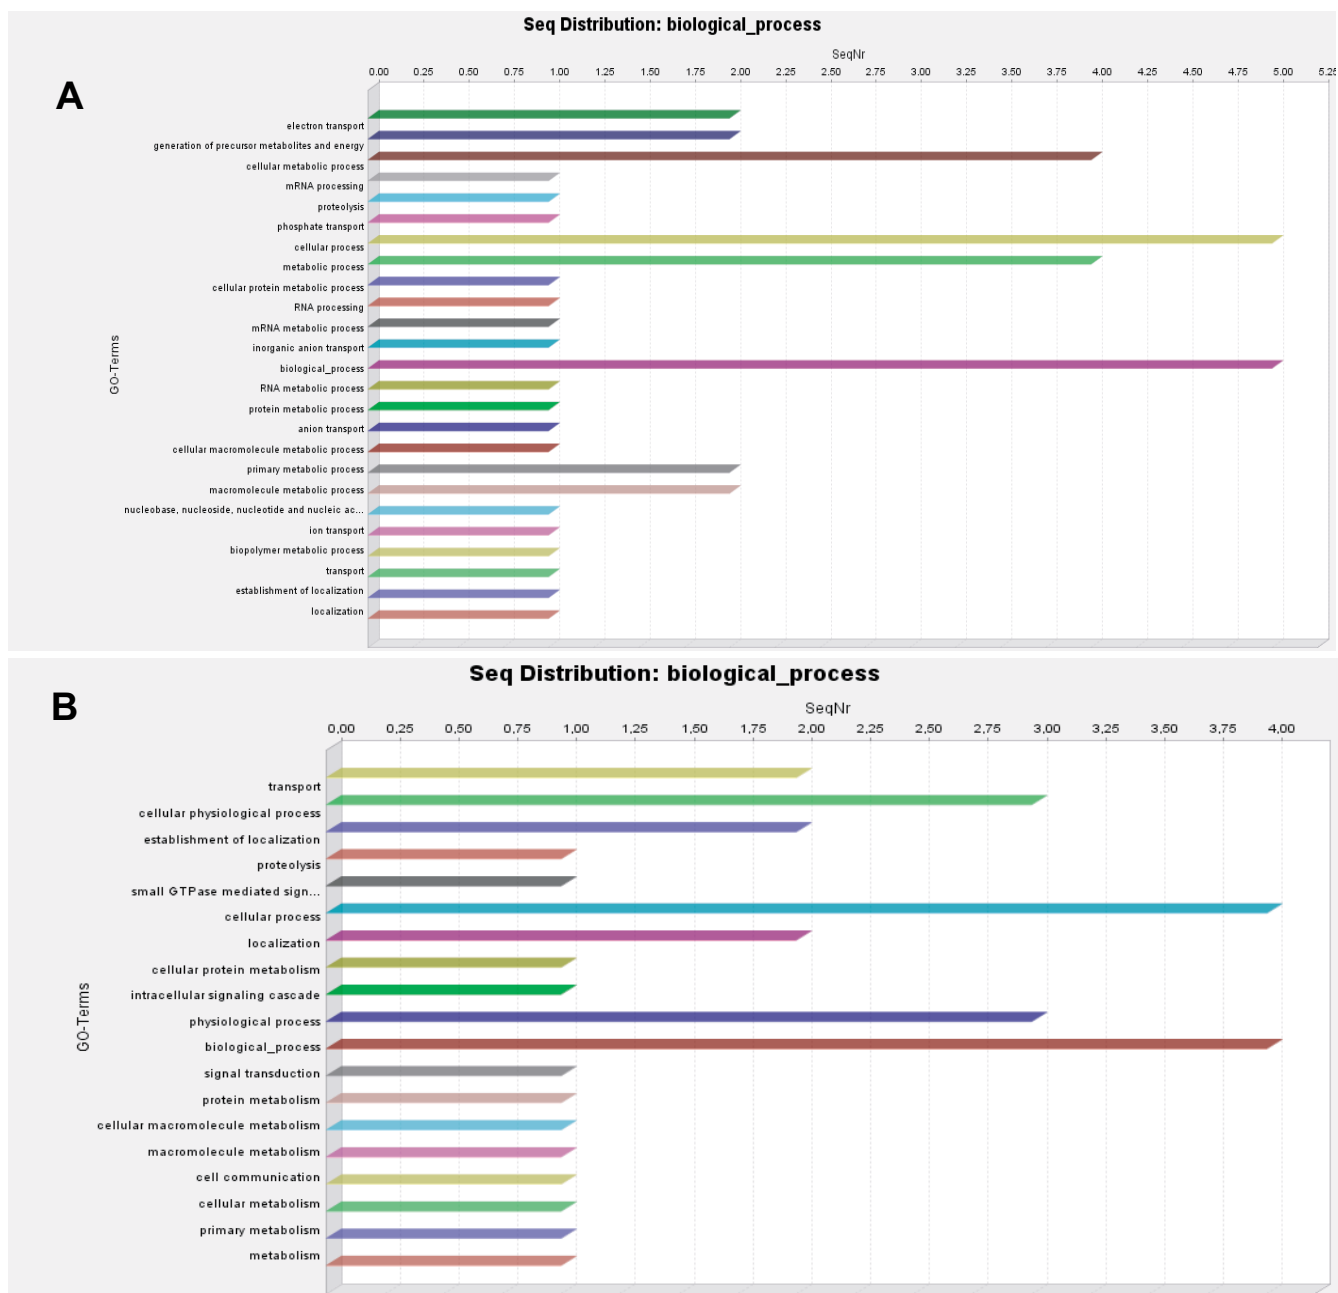 Seq Distribution: biological_process
SeqNr
0.00 0.25 0.50 0.75 1.00 1.25 1.50 1.75 2.00 2.25 2.50 2.75 3.00 3.25 3.50 3.75 4.00 4.25 4.50 4.75 5.00 5.25
A
electron transport
generation of precursor metabolites and energy
cellular metabolic process
mRNA processing
proteolysis
phosphate transport
cellular process
metabolic process
cellular protein metabolic process
RNA processing
mRNA metabolic process
inorganic anion transport
GO-Terms
biological_process
RNA metabolic process
protein metabolic process
anion transport
cellular macromolecule metabolic process
primary metabolic process
macromolecule metabolic process
nucleobase, nucleoside, nucleotide and nucleic ac...
ion transport
biopolymer metabolic process
transport
establishment of localization
localization
Seq Distribution: biological_process
B
SeqNr
0,00 0,25 0,50 0,75 1,00 1,25 1,50 1,75 2,00 2,25 2,50 2,75 3,00 3,25 3,50 3,75 4,00
transport
cellular physiological process
establishment of localization
proteolysis
small GTPase mediated sign...
cellular process
localization
cellular protein metabolism
intracellular signaling cascade
GO-Terms
physiological process
biological_process
signal transduction
protein metabolism
cellular macromolecule metabolism
macromolecule metabolism
cell communication
cellular metabolism
primary metabolism
metabolism